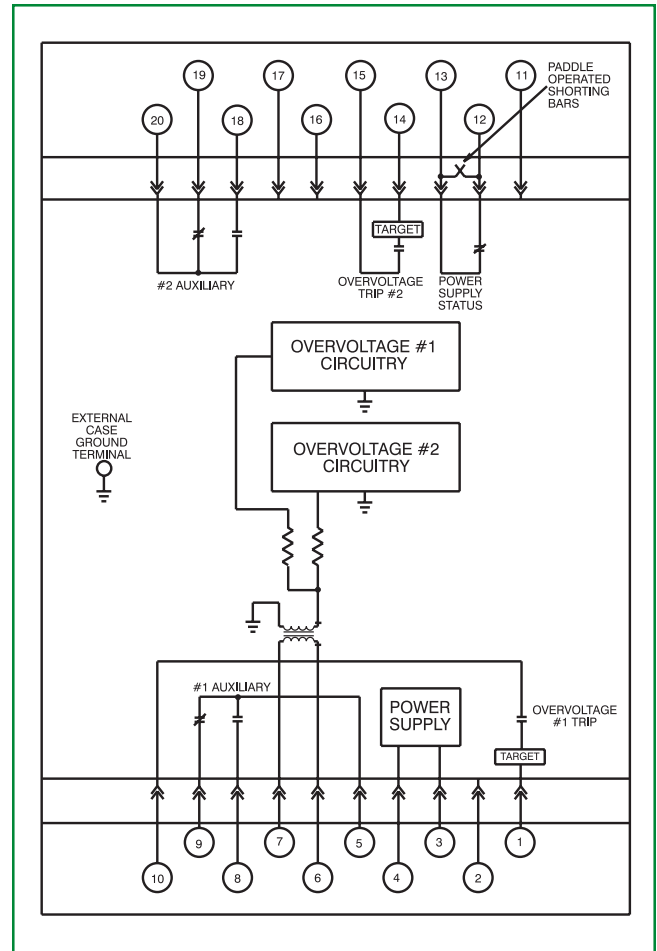 19
17
15
13
11
PADDLE
OPERATED
SHORTING
BARS
20
18
16
14
12
TARGET
#2 AUXILIARY
OVERVOLTAGE
TRIP #2
POWER
SUPPLY
STATUS
OVERVOLTAGE #1
CIRCUITRY
EXTERNAL
CASE
GROUND
TERMINAL
OVERVOLTAGE #2
CIRCUITRY
#1 AUXILIARY
POWER
SUPPLY
OVERVOLTAGE
#1 TRIP
TARGET
9
7
5
3
1
10
8
6
4
2